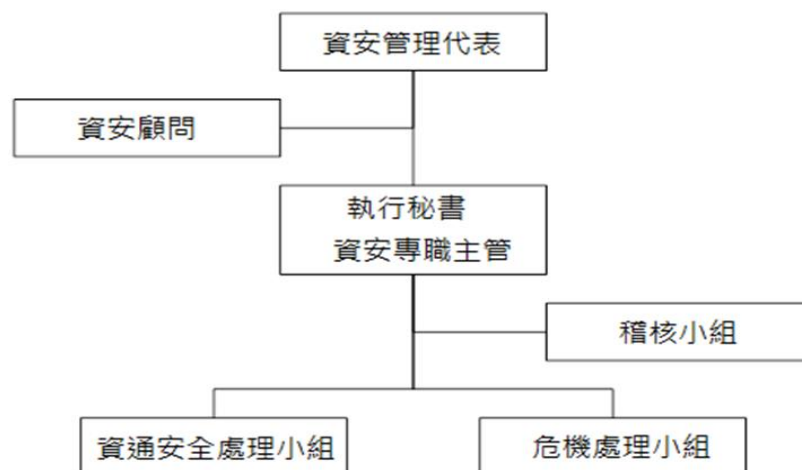 資安管理代表
資安顧問
執行秘書
資安專職主管
稽核小組
資通安全處理小組
危機處理小組